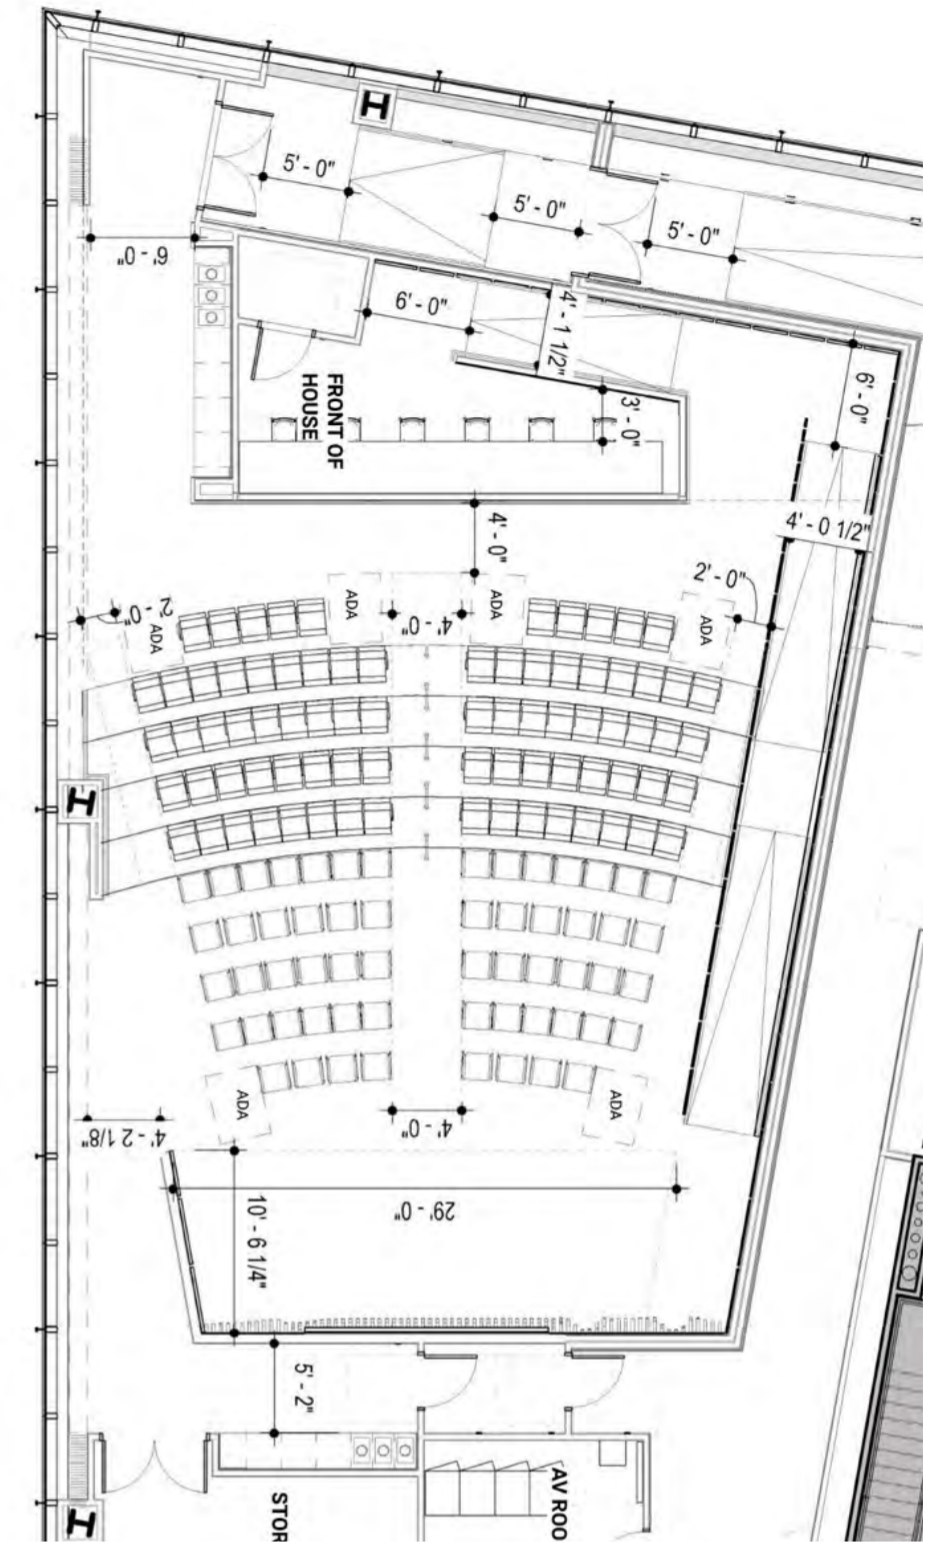 5' - 0"
5' - 0"
5' - 0"
6' - 0"
6' - 0"
4' - 1 1/2"
6' - 0"
FRONT OF
HOUSE
3' - 0"
4' - 0"
4' - 0 1/2"
2' - 0"
2' - 0"
ADA
ADA
4' - 0"
ADA
ADA
ADA
ADA
4' - 0"
4' - 2 1/8"
10' - 6 1/4"
29' - 0"
5' - 2"
STOR
AV ROO